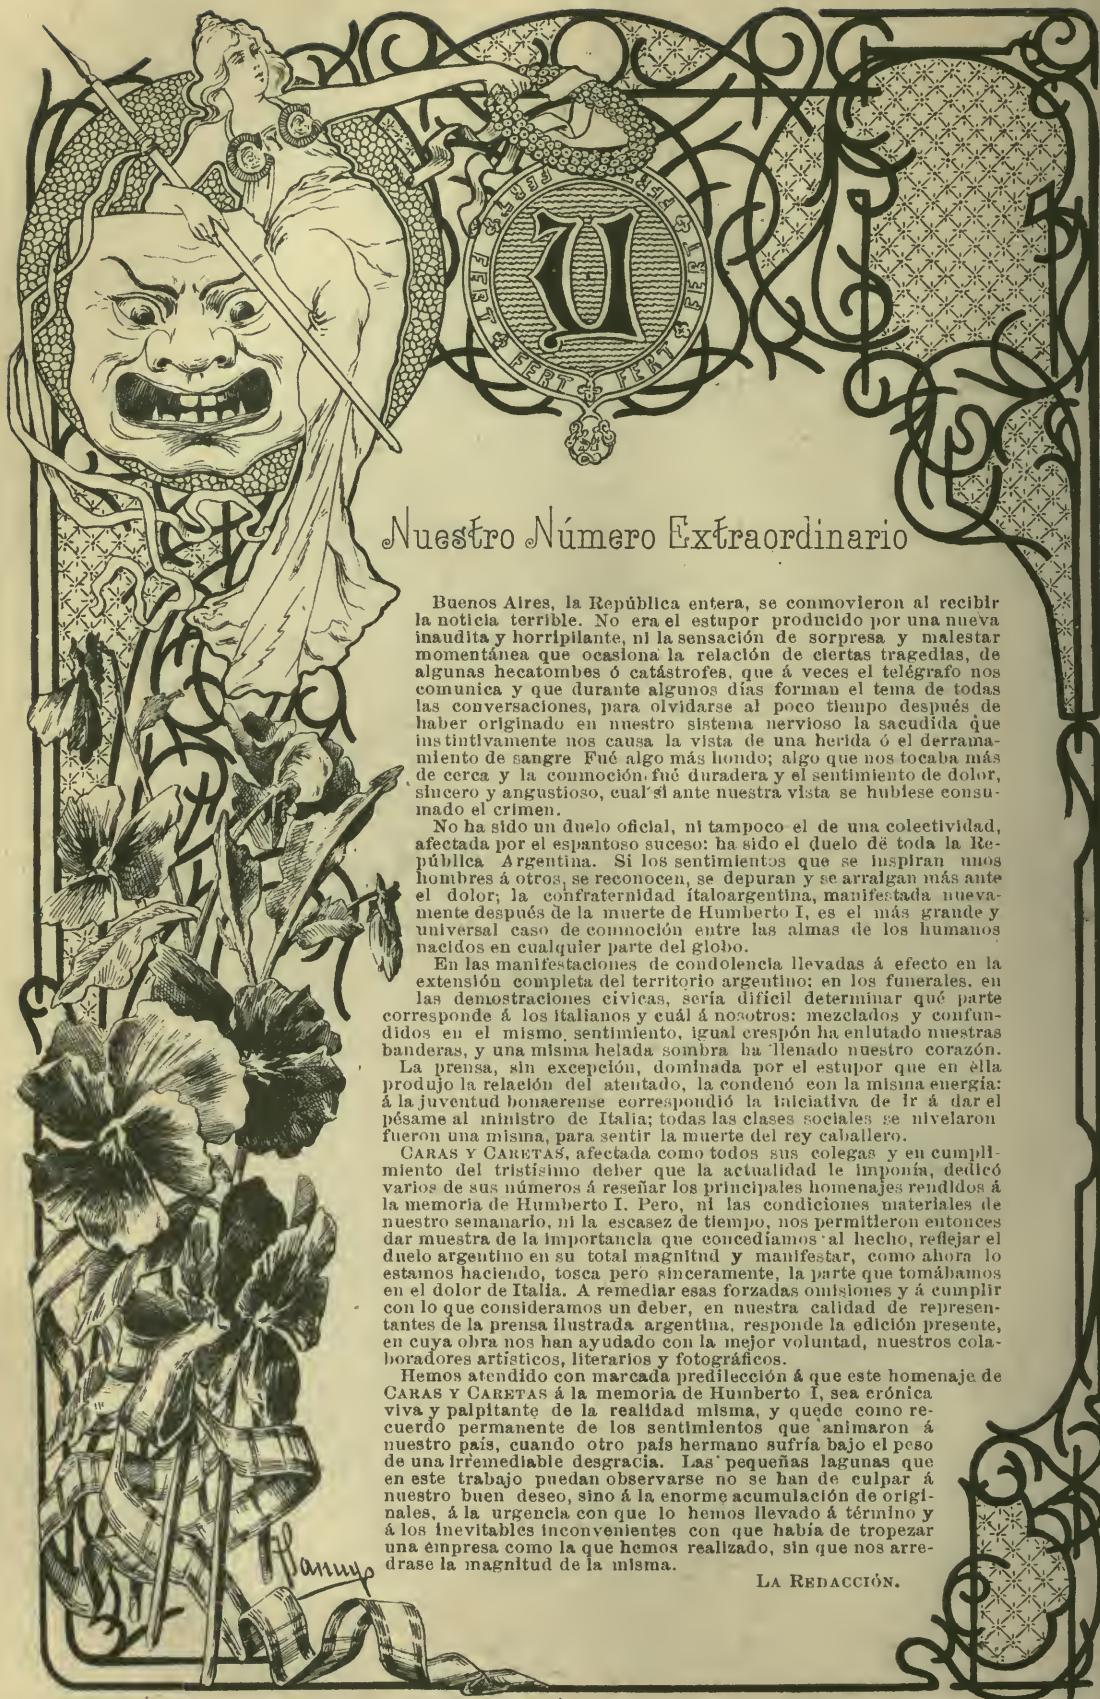 FERT FERT FERT FERT FERT FERT
U
Nuestro Número Extraordinario
Buenos Aires, la República entera, se conmovieron al recibir
la noticia terrible. No era el estupor producido por una nueva
inaudita y horripilante, ni la sensación de sorpresa y malestar
momentánea que ocasiona la relación de ciertas tragedias, de
algunas hecatombes ó catástrofes, que á veces el telégrafo nos
comunica y que durante algunos días forman el tema de todas
las conversaciones, para olvidarse al poco tiempo después de
haber originado en nuestro sistema nervioso la sacudida que
instintivamente nos causa la vista de una herida ó el derrama-
miento de sangre Fué algo más hondo; algo que nos tocaba más
de cerca y la conmoción fué duradera y el sentimiento de dolor,
sincero y angustioso, cual si ante nuestra vista se hubiese consu-
mado el crimen.
No ha sido un duelo oficial, ni tampoco el de una colectividad,
afectada por el espantoso suceso: ha sido el duelo de toda la Re-
pública Argentina. Si los sentimientos que se inspiran unos
hombres á otros, se reconocen, se depuran y se arraigan más ante
el dolor; la confraternidad ítaloargentina, manifestada nueva-
mente después de la muerte de Humberto I, es el más grande y
universal caso de conmoción entre las almas de los humanos
nacidos en cualquier parte del globo.
En las manifestaciones de condolencia llevadas á efecto en la
extensión completa del territorio argentino; en los funerales, en
las demostraciones cívicas, sería difícil determinar qué parte
corresponde á los italianos y cuál á nosotros: mezclados y confun-
didos en el mismo sentimiento, igual crespón ha enlutado nuestras
banderas, y una misma helada sombra ha llenado nuestro corazón.
La prensa, sin excepción, dominada por el estupor que en élla
produjo la relación del atentado, la condenó con la misma energía:
á la juventud bonaerense correspondió la iniciativa de ir á dar el
pésame al ministro de Italia; todas las clases sociales se nivelaron
fueron una misma, para sentir la muerte del rey caballero.
CARAS Y CARETAS, afectada como todos sus colegas y en cumpli-
miento del tristísimo deber que la actualidad le imponía, dedicó
varios de sus números á reseñar los principales homenajes rendidos á
la memoria de Humberto I. Pero, ni las condiciones materiales de
nuestro semanario, ni la escasez de tiempo, nos permitieron entonces
dar muestra de la importancia que concedíamos al hecho, reflejar el
duelo argentino en su total magnitud y manifestar, como ahora lo
estamos haciendo, tosca pero sinceramente, la parte que tomábamos
en el dolor de Italia. A remediar esas forzadas omisiones y á cumplir
con lo que consideramos un deber, en nuestra calidad de represen-
tantes de la prensa ilustrada argentina, responde la edición presente,
en cuya obra nos han ayudado con la mejor voluntad, nuestros cola-
boradores artísticos, literarios y fotográficos.
Hemos atendido con marcada predilección á que este homenaje de
CARAS Y CARETAS á la memoria de Humberto I, sea crónica
viva y palpitante de la realidad misma, y quede como re-
cuerdo permanente de los sentimientos que animaron á
nuestro país, cuando otro país hermano sufría bajo el peso
de una irremediable desgracia. Las pequeñas lagunas que
en este trabajo puedan observarse no se han de culpar á
nuestro buen deseo, sino á la enorme acumulación de origi-
nales, á la urgencia con que lo hemos llevado á término y
á los inevitables inconvenientes con que había de tropezar
una empresa como la que hemos realizado, sin que nos arre-
drase la magnitud de la misma.
LA REDACCIÓN.